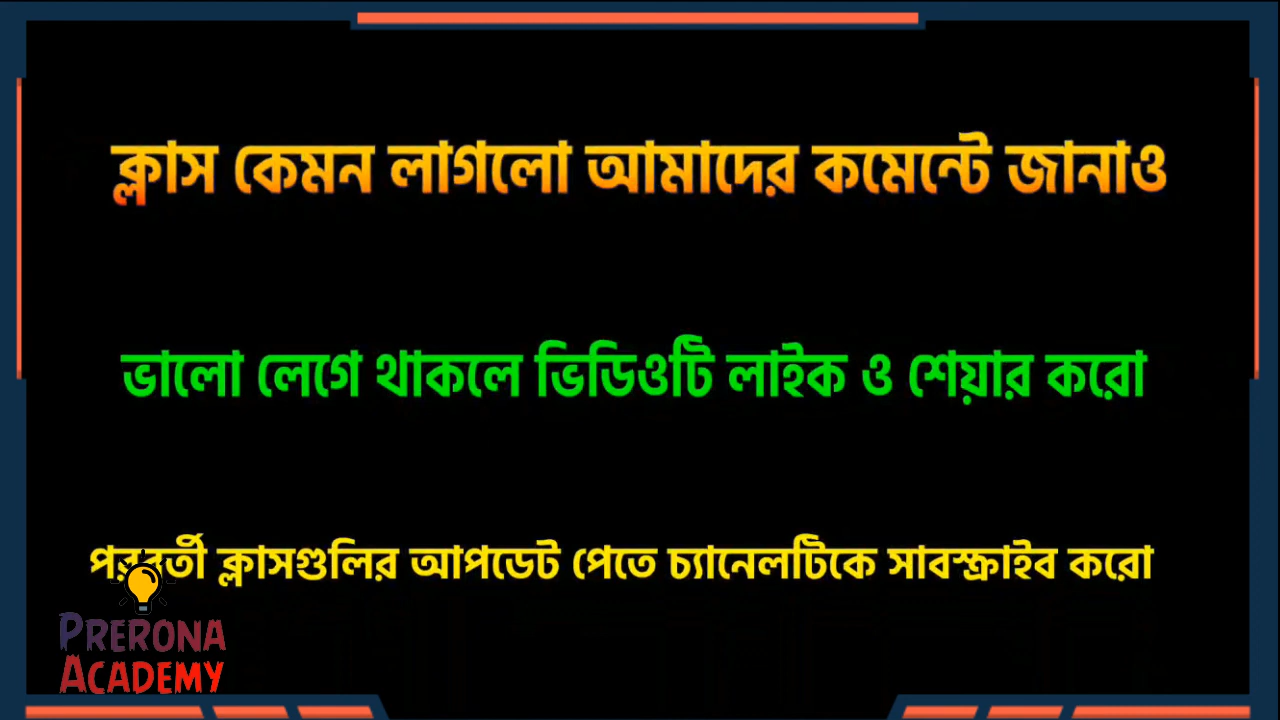 ক্লাস কেমন লাগলো আমাদের কমেন্টে জানাও
ভালো লেগে থাকলে ভিডিওটি লাইক ও শেয়ার করো
পরবর্তী ক্লাসগুলির আপডেট পেতে চ্যানেলটিকে সাবস্ক্রাইব করো
PRERONA
ACADEMY